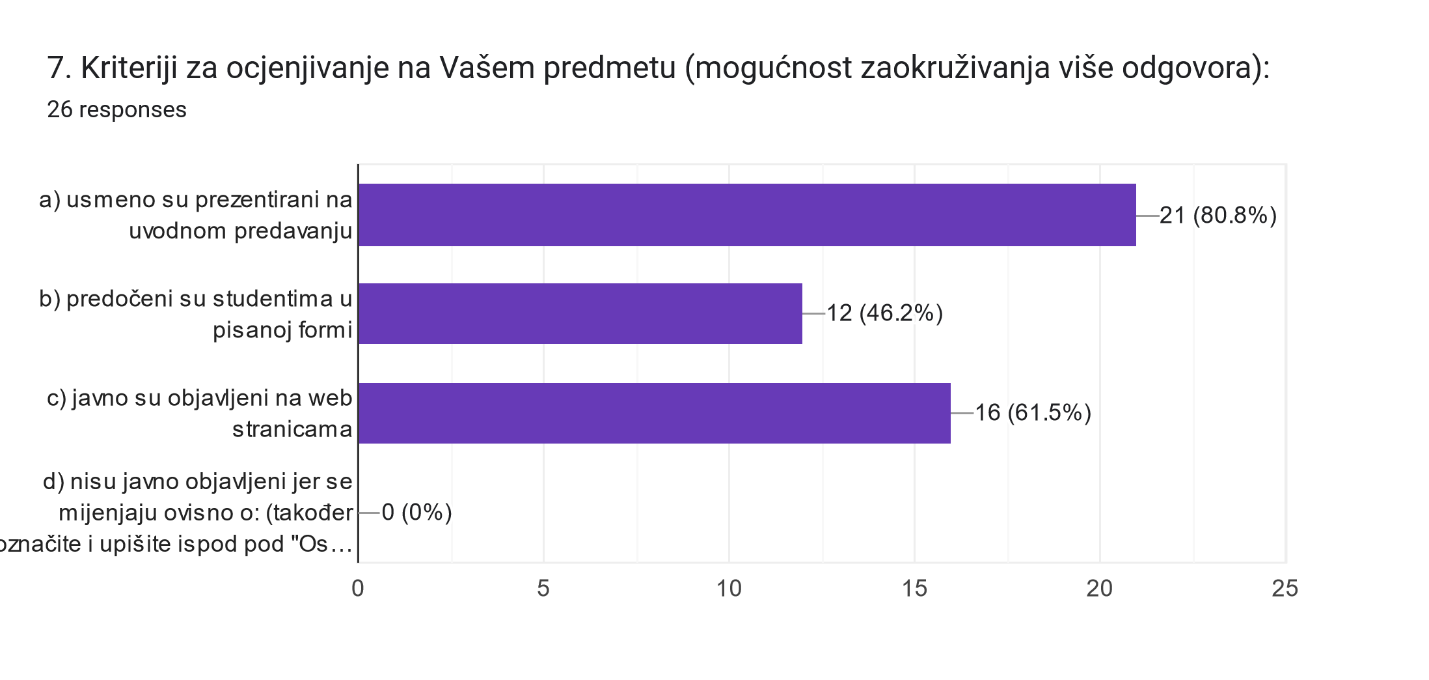 7. Kriteriji za ocjenjivanje na Vašem predmetu (mogućnost zaokruživanja više odgovora):
26 responses
a) usmeno su prezentirani na
uvodnom predavanju
21 (80.8%)
b) predočeni su studentima u
pisanoj formi
12 (46.2%)
c) javno su objavljeni na web
stranicama
16 (61.5%)
d) nisu javno objavljeni jer se
mijenjaju ovisno o: (također
označite i upišite ispod pod "Os…
0 (0%)
0 5 10 15 20 25